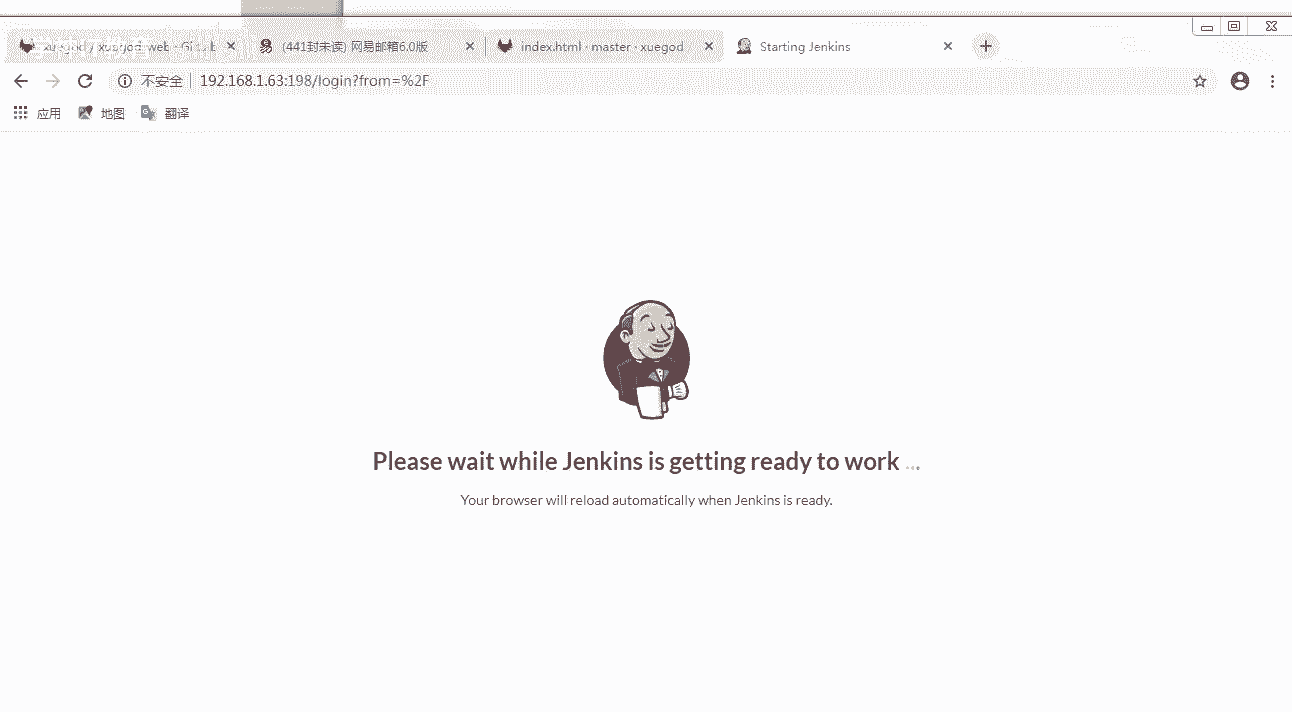 xuegod / xuegod-web · GitLab
(441封未读) 网易邮箱6.0版
index.html · master · xuegod
Starting Jenkins
不安全 | 192.168.1.63:198/login?from=%2F
应用 地图 翻译
Please wait while Jenkins is getting ready to work ...
Your browser will reload automatically when Jenkins is ready.